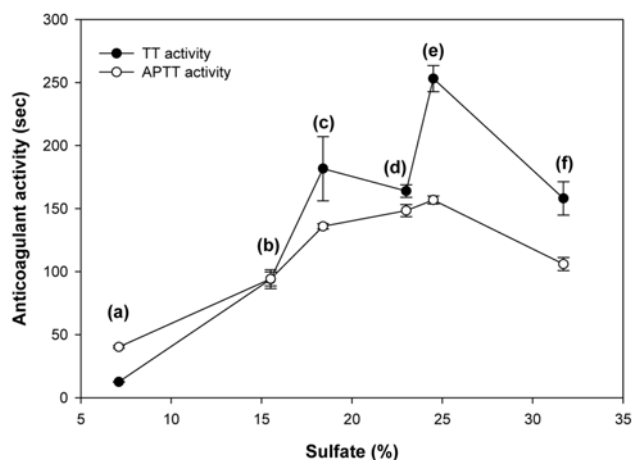 300
250
200
150
100
50
0
Anticoagulant activity (sec)
TT activity
APTT activity
(a)
(b)
(c)
(d)
(e)
(f)
5 10 15 20 25 30 35
Sulfate (%)